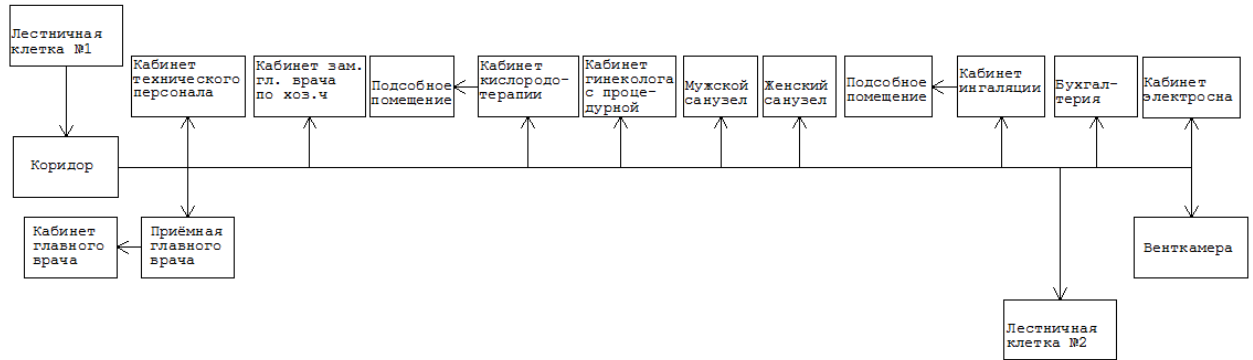 Лестничная
клетка №1
Кабинет
технического
персонала
Кабинет зам.
гл. врача
по хоз.ч
Подсобное
помещение
Кабинет
кислородо-
терапии
Кабинет
гинеколога
с проце-
дурной
Мужской
санузел
Женский
санузел
Подсобное
помещение
Кабинет
ингаляции
Бухгал-
терия
Кабинет
электросна
Коридор
Кабинет
главного
врача
Приёмная
главного
врача
Венткамера
Лестничная
клетка №2